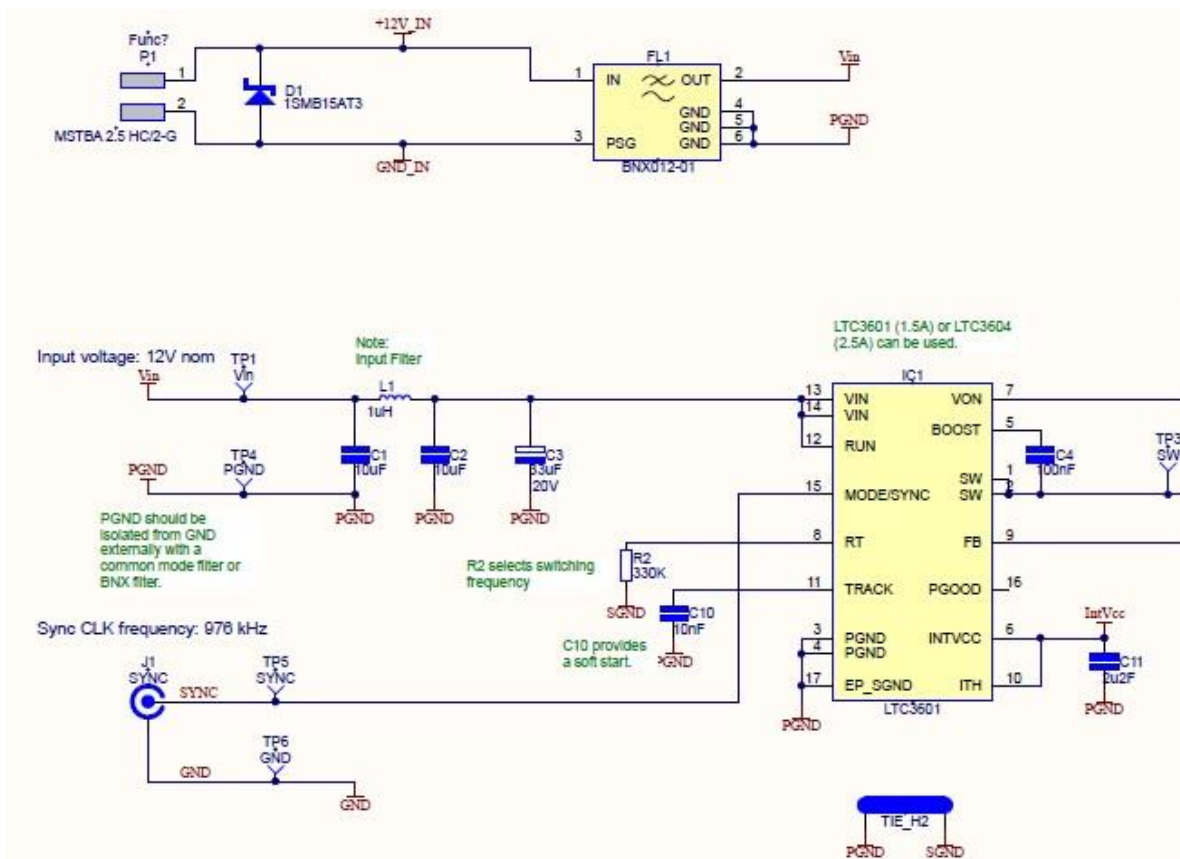 +12V_IN
Func?
P1
1
2
MSTBA 2.5 HC/2-G
D1
1SMB15AT3
GND_IN
FL1
1 IN OUT 2
GND 4
GND 5
3 PSG GND 6
BNX012-01
Vin
PGND
Input voltage: 12V nom
Vin
TP1
Vin
Note:
Input Filter
L1
1uH
C1
10uF
C2
10uF
C3
33uF
20V
PGND
TP4
PGND
PGND
PGND
PGND
PGND should be
isolated from GND
externally with a
common mode filter or
BNX filter.
LTC3601 (1.5A) or LTC3604
(2.5A) can be used.
IC1
13 VIN VON 7
14 VIN
BOOST 5
12 RUN
SW 1
15 MODE/SYNC SW 2
8 RT FB 9
11 TRACK PGOOD 16
3 PGND INTVCC 6
4 PGND
17 EP_SGND ITH 10
LTC3601
C4
100nF
TP3
SW
R2 selects switching
frequency
R2
330K
SGND
C10
10nF
C10 provides
a soft start.
PGND
PGND
IntVcc
C11
2u2F
PGND
Sync CLK frequency: 976 kHz
J1
SYNC
SYNC
TP5
SYNC
TP6
GND
GND
GND
TIE_H2
PGND
SGND